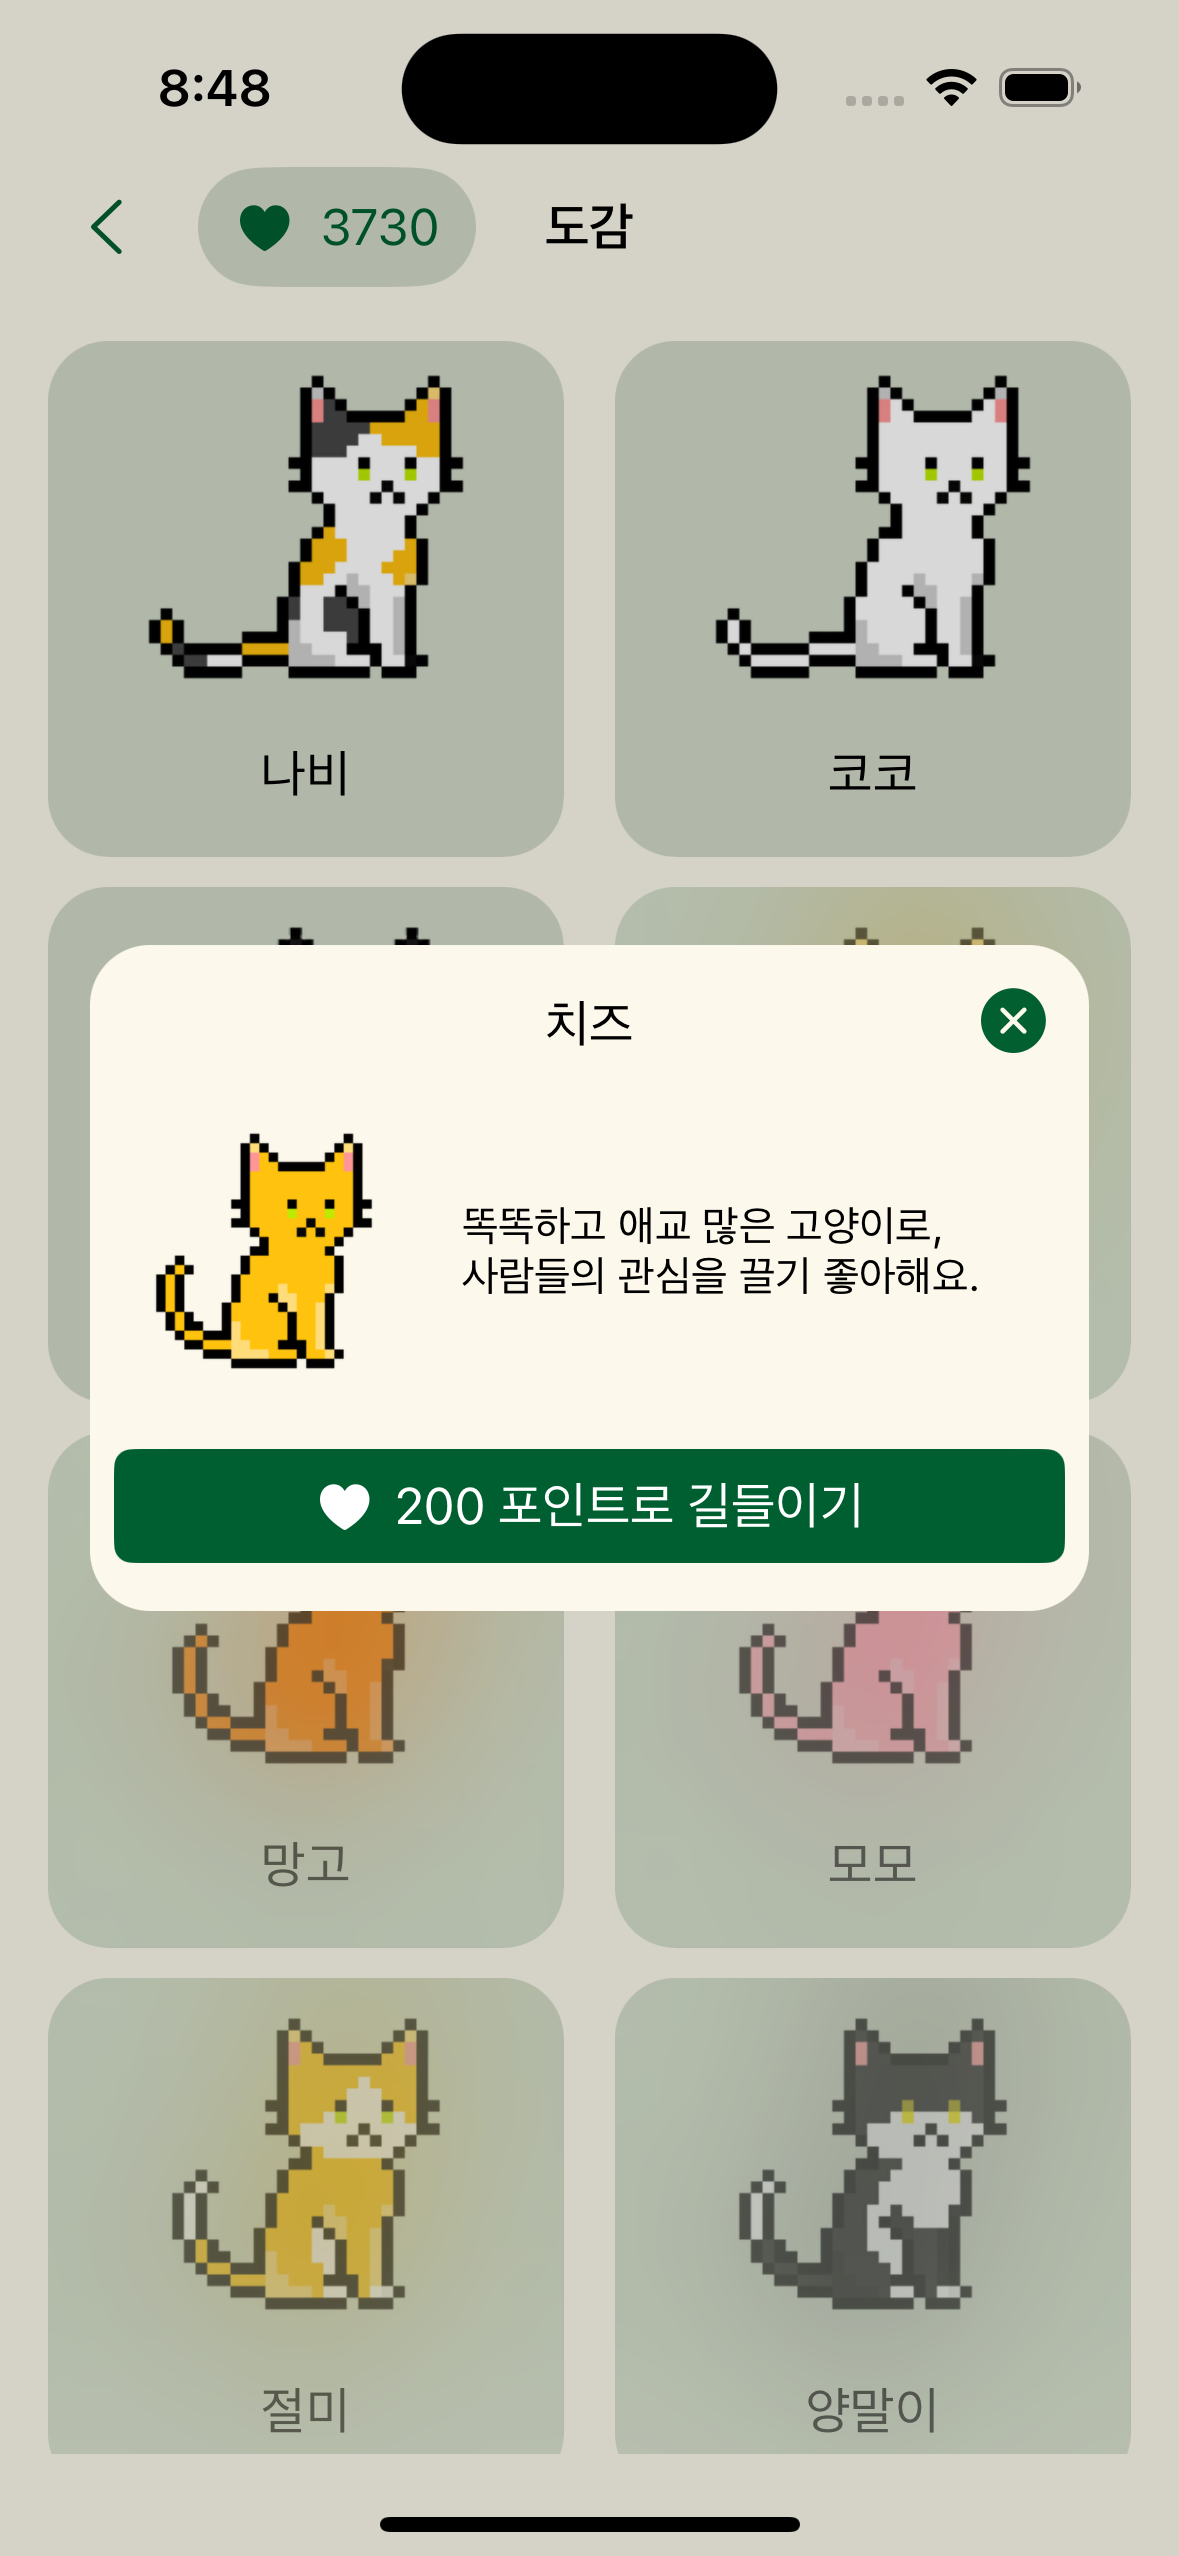 8:48
3730
도감
나비
코코
치즈
똑똑하고 애교 많은 고양이로,
사람들의 관심을 끌기 좋아해요.
200 포인트로 길들이기
망고
모모
절미
양말이